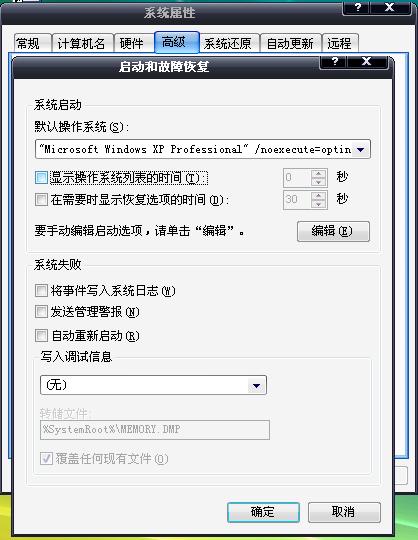 系统属性
常规 计算机名 硬件 高级 系统还原 自动更新 远程
启动和故障恢复
系统启动
默认操作系统(S):
"Microsoft Windows XP Professional" /noexecute=optin
显示操作系统列表的时间(T): 0 秒
在需要时显示恢复选项的时间(D): 30 秒
要手动编辑启动选项，请单击“编辑”。 编辑(E)
系统失败
将事件写入系统日志(W)
发送管理警报(N)
自动重新启动(R)
写入调试信息
(无)
转储文件:
%SystemRoot%\MEMORY.DMP
覆盖任何现有文件(O)
确定 取消